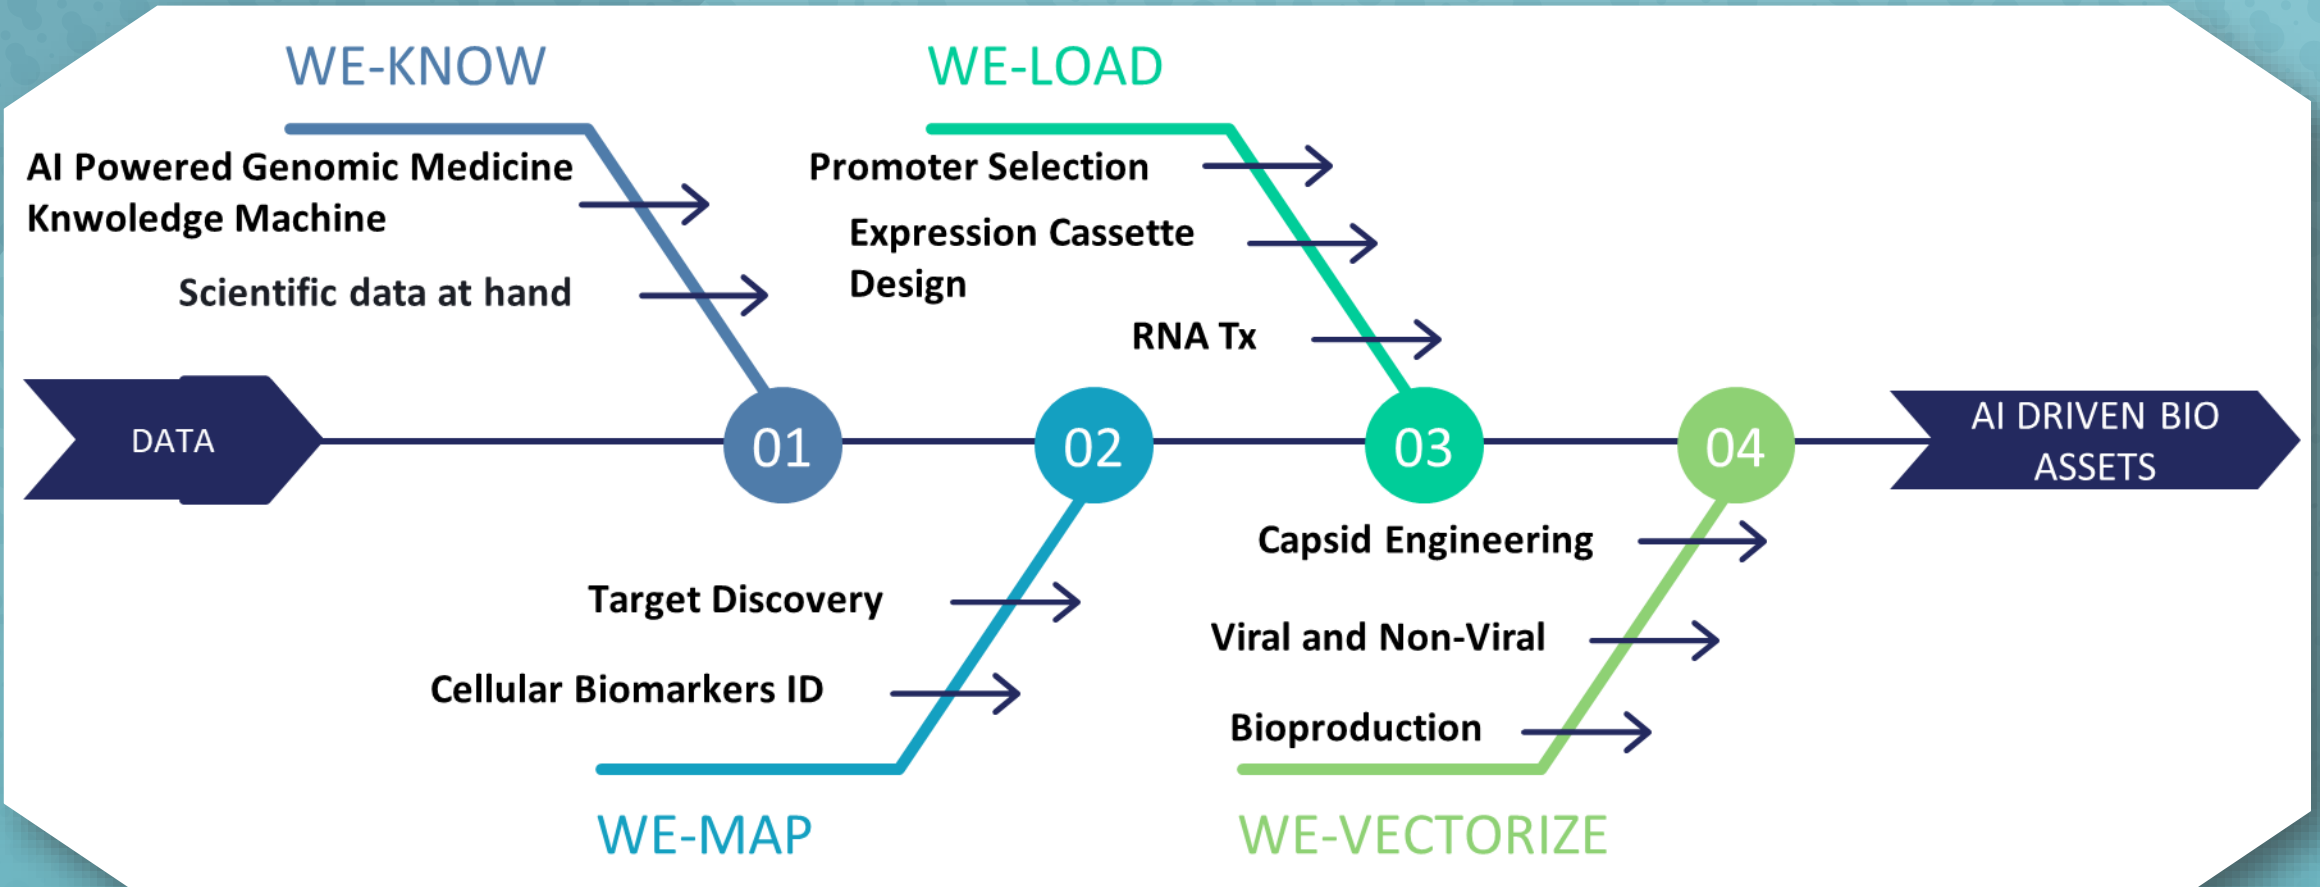 WE-KNOW
AI Powered Genomic Medicine
Knwoledge Machine
Scientific data at hand
WE-LOAD
Promoter Selection
Expression Cassette
Design
RNA Tx
DATA
01
02
03
04
AI DRIVEN BIO
ASSETS
Target Discovery
Cellular Biomarkers ID
WE-MAP
Capsid Engineering
Viral and Non-Viral
Bioproduction
WE-VECTORIZE